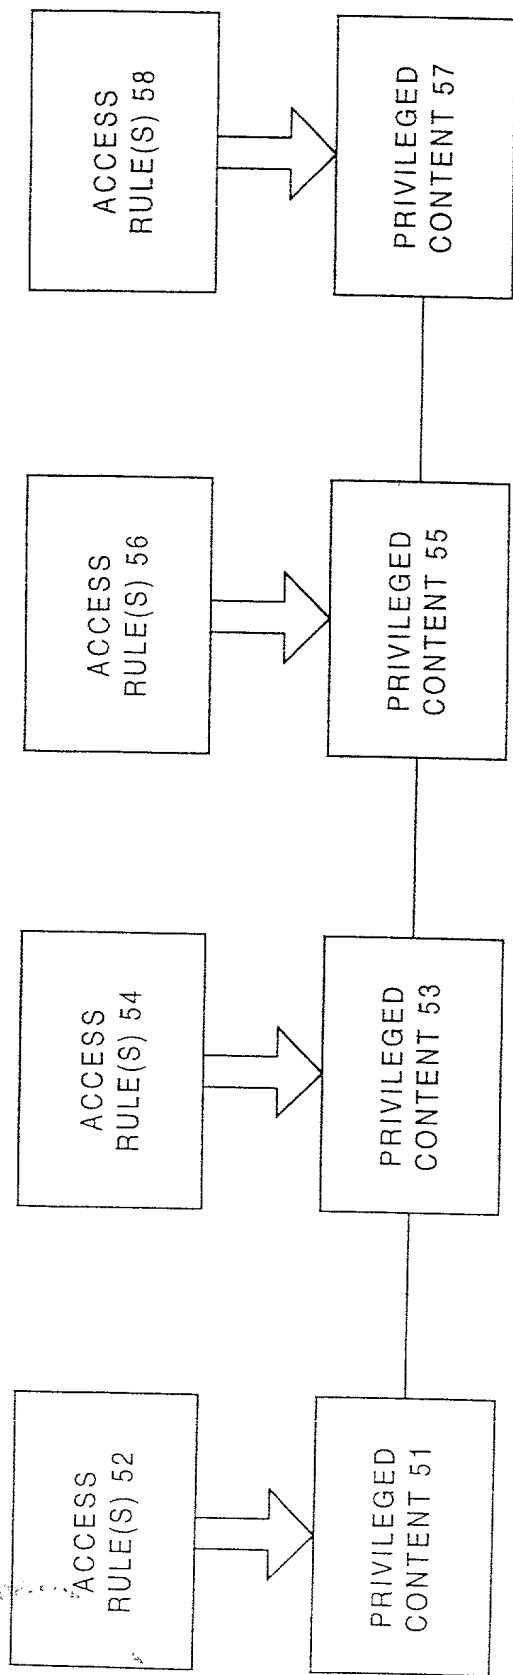 ACCESS
RULE(S) 52
PRIVILEGED
CONTENT 51
ACCESS
RULE(S) 54
PRIVILEGED
CONTENT 53
ACCESS
RULE(S) 56
PRIVILEGED
CONTENT 55
ACCESS
RULE(S) 58
PRIVILEGED
CONTENT 57